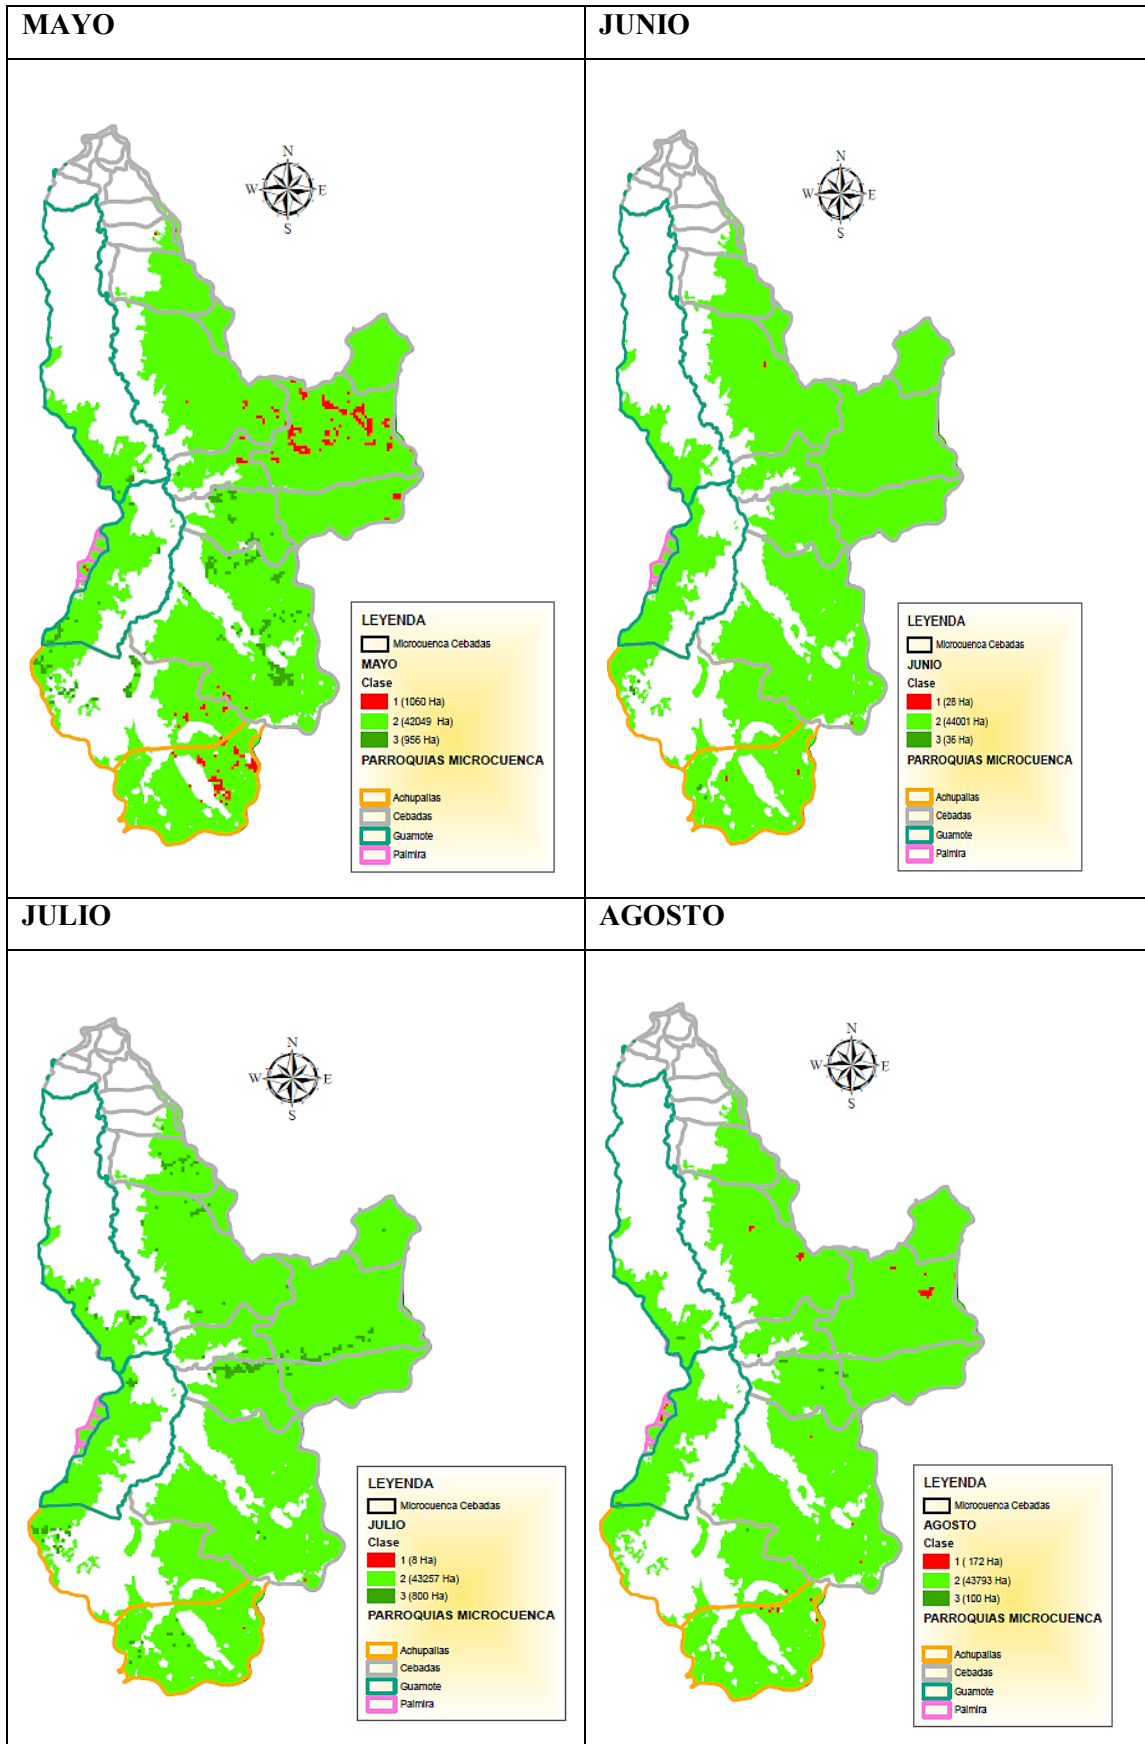 MAYO
JUNIO
N
W
E
S
LEYENDA
Microcuenca Cebadas
MAYO
Clase
1 (1060 Ha)
2 (42049 Ha)
3 (956 Ha)
PARROQUIAS MICROCUENCA
Achupallas
Cebadas
Guamote
Palmira
N
W
E
S
LEYENDA
Microcuenca Cebadas
JUNIO
Clase
1 (28 Ha)
2 (44001 Ha)
3 (36 Ha)
PARROQUIAS MICROCUENCA
Achupallas
Cebadas
Guamote
Palmira
JULIO
AGOSTO
N
W
E
S
LEYENDA
Microcuenca Cebadas
JULIO
Clase
1 (8 Ha)
2 (43257 Ha)
3 (800 Ha)
PARROQUIAS MICROCUENCA
Achupallas
Cebadas
Guamote
Palmira
N
W
E
S
LEYENDA
Microcuenca Cebadas
AGOSTO
Clase
1 ( 172 Ha)
2 (43793 Ha)
3 (100 Ha)
PARROQUIAS MICROCUENCA
Achupallas
Cebadas
Guamote
Palmira